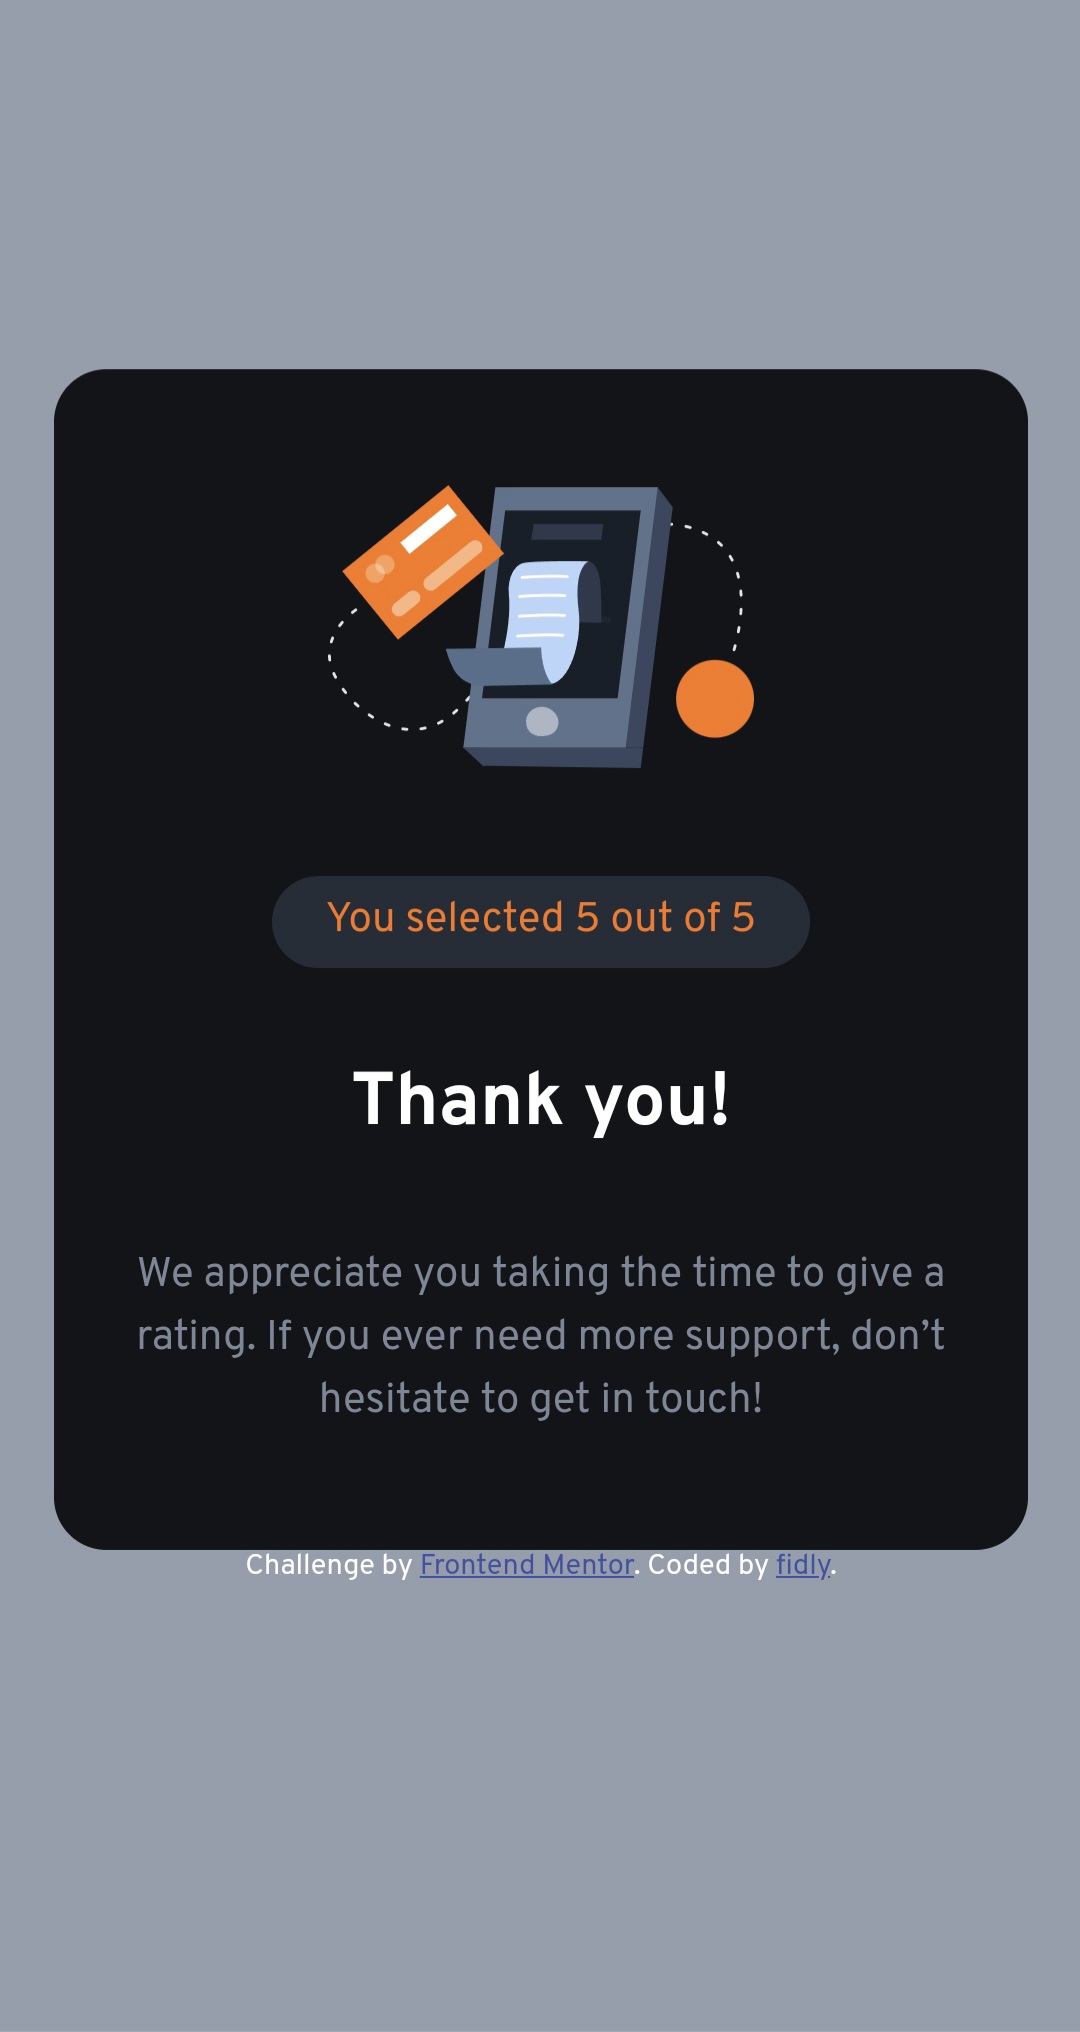 You selected 5 out of 5
Thank you!
We appreciate you taking the time to give a
rating. If you ever need more support, don’t
hesitate to get in touch!
Challenge by Frontend Mentor. Coded by fidly.